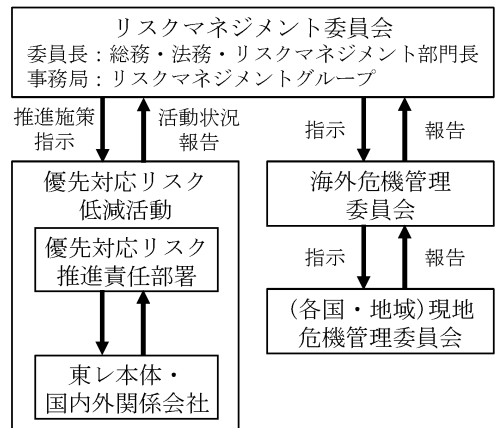 リスクマネジメント委員会
委員長：総務・法務・リスクマネジメント部門長
事務局：リスクマネジメントグループ
推進施策
指示
活動状況
報告
指示
報告
優先対応リスク
低減活動
優先対応リスク
推進責任部署
東レ本体・
国内外関係会社
海外危機管理
委員会
指示
報告
(各国・地域)現地
危機管理委員会